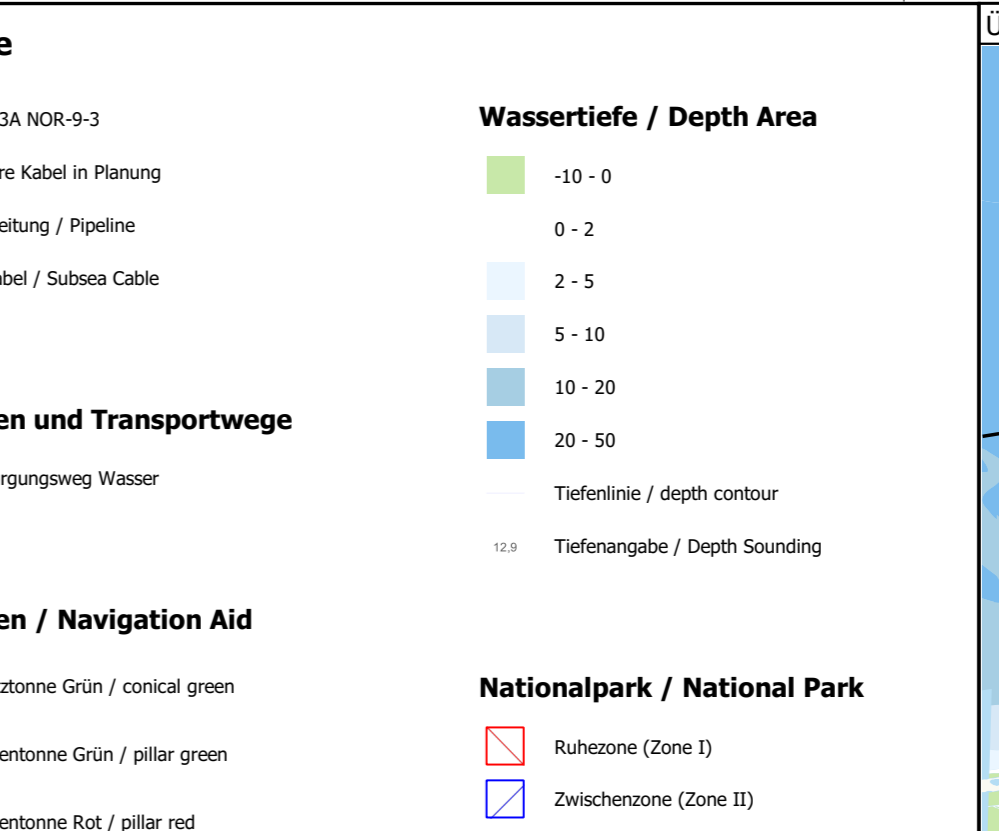 e
3A NOR-9-3
re Kabel in Planung
eitung / Pipeline
bel / Subsea Cable
en und Transportwege
rgungsweg Wasser
en / Navigation Aid
ztonne Grün / conical green
entonne Grün / pillar green
entonne Rot / pillar red
Wassertiefe / Depth Area
-10 - 0
0 - 2
2 - 5
5 - 10
10 - 20
20 - 50
Tiefenlinie / depth contour
12,9 Tiefenangabe / Depth Sounding
Nationalpark / National Park
Ruhezone (Zone I)
Zwischenzone (Zone II)
Ü